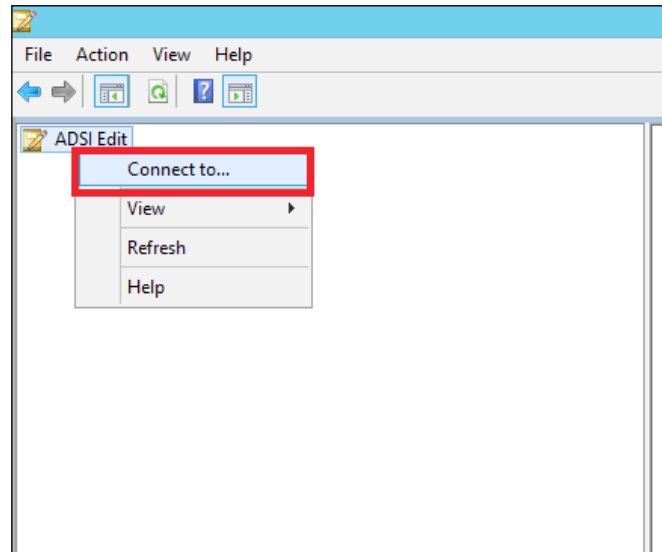 File Action View Help
ADSI Edit
Connect to...
View
Refresh
Help